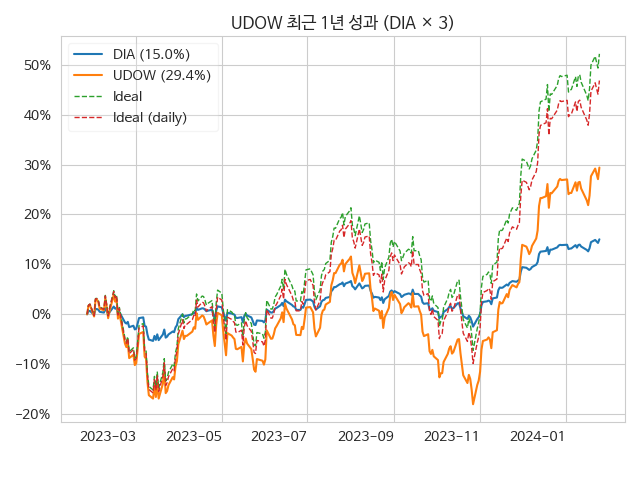 UDOW 최근 1년 성과 (DIA × 3)
DIA (15.0%)
UDOW (29.4%)
Ideal
Ideal (daily)
50%
40%
30%
20%
10%
0%
−10%
−20%
2023−03
2023−05
2023−07
2023−09
2023−11
2024−01